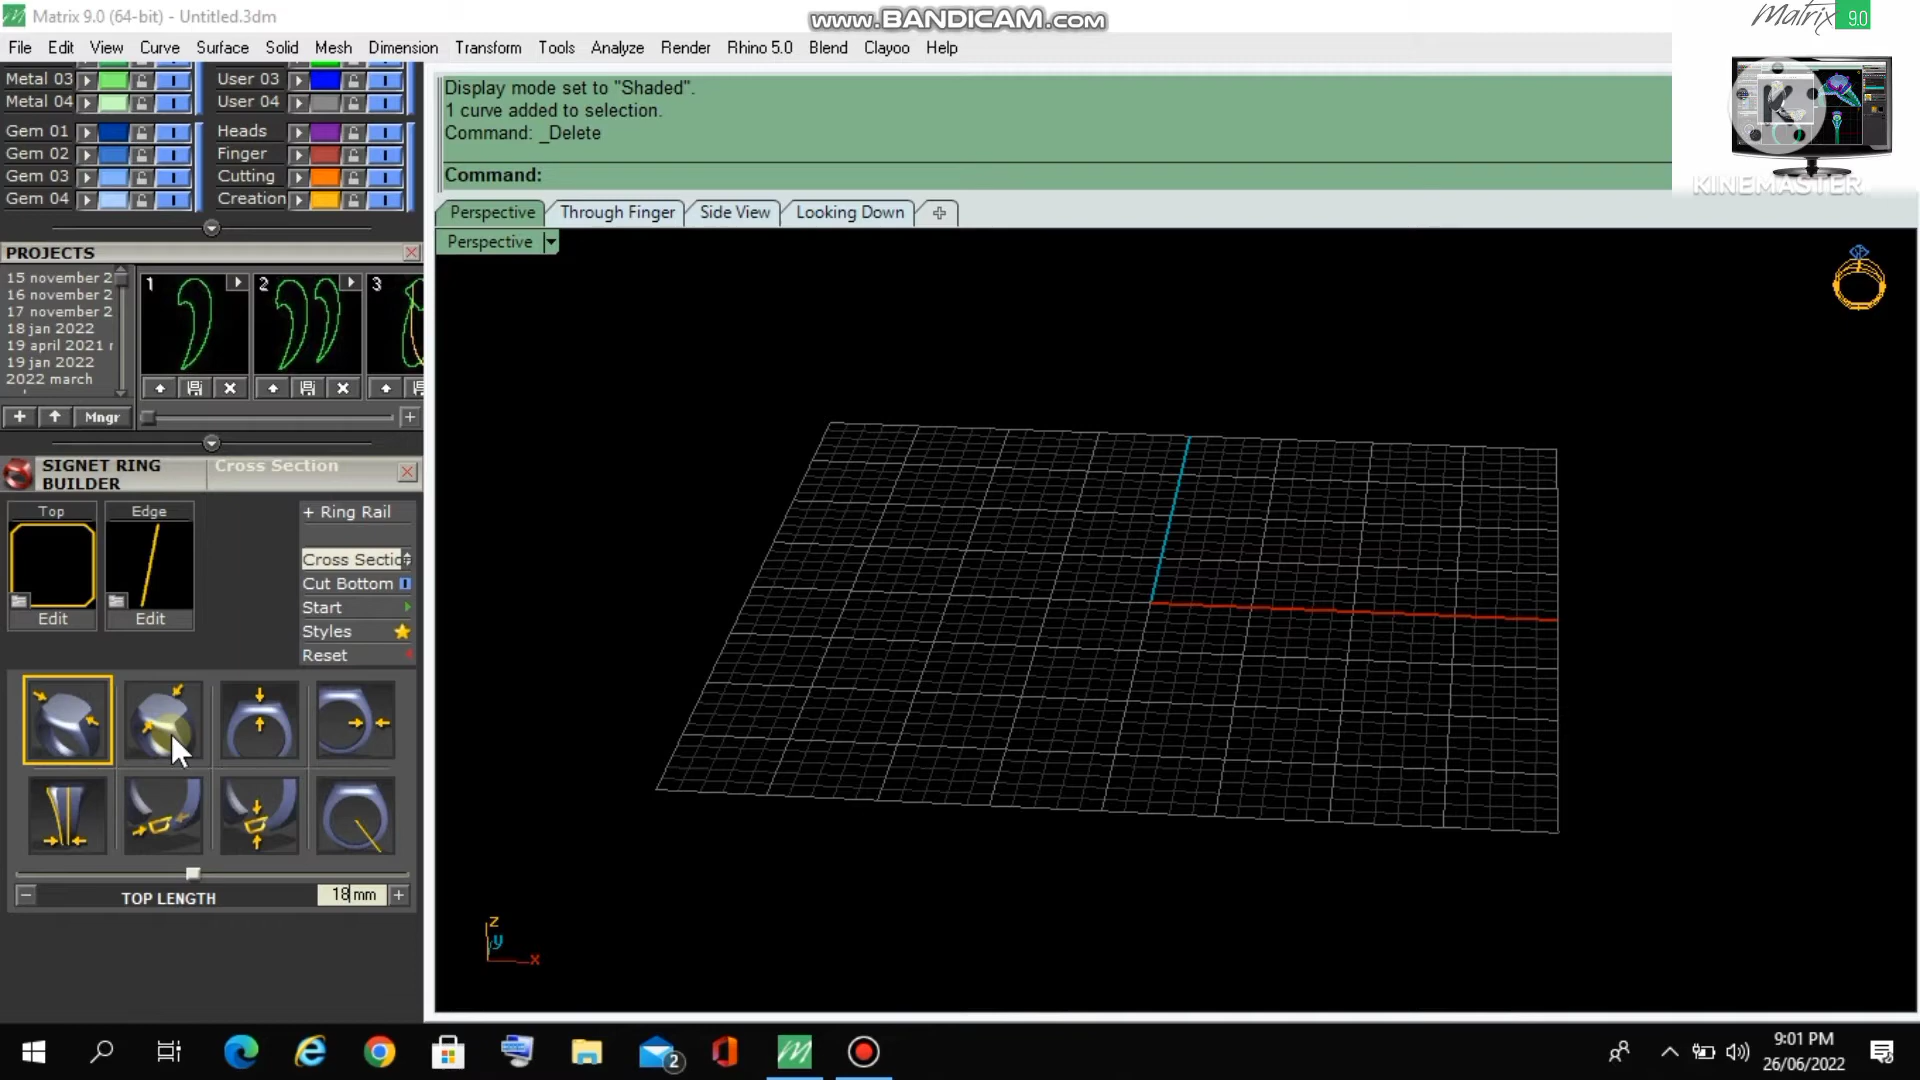 Matrix 9.0 (64-bit) - Untitled.3dm
www.BANDICAM.com
Matrix 9.0
File Edit View Curve Surface Solid Mesh Dimension Transform Tools Analyze Render Rhino 5.0 Blend Clayoo Help
Metal 03 User 03
Metal 04 User 04
Gem 01 Heads
Gem 02 Finger
Gem 03 Cutting
Gem 04 Creation
Display mode set to "Shaded".
1 curve added to selection.
Command: _Delete
Command:
K
KINEMASTER
Perspective Through Finger Side View Looking Down
Perspective
PROJECTS
15 november 2
16 november 2
17 november 2
18 jan 2022
19 april 2021 r
19 jan 2022
2022 march
1 2 3
Mngr
SIGNET RING BUILDER
Cross Section
Top Edge
Edit Edit
+ Ring Rail
Cross Sectio
Cut Bottom
Start
Styles
Reset
TOP LENGTH 18 mm
z
y
x
2
9:01 PM
26/06/2022